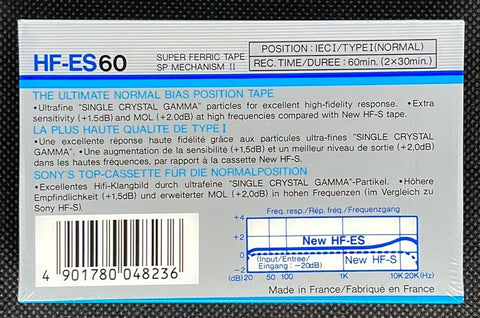 HF-ES60
SUPER FERRIC TAPE
SP MECHANISM II
POSITION : IEC I/TYPE I (NORMAL)
REC. TIME/DUREE : 60min. (2×30min.)
THE ULTIMATE NORMAL BIAS POSITION TAPE
•Ultrafine "SINGLE CRYSTAL GAMMA" particles for excellent high-fidelity response. •Extra
sensitivity (+1,5dB) and MOL (+2.0dB) at high frequencies compared with New HF-S tape.
LA PLUS HAUTE QUALITE DE TYPE I
•Une excellente réponse haute fidélité grâce aux particules ultra-fines "SINGLE CRYSTAL
GAMMA". •Une augmentation de la sensibilité (+1,5dB) et un meilleur niveau de sortie (+2,0dB)
dans les hautes fréquences, par rapport à la cassette New HF-S.
SONY'S TOP-CASSETTE FÜR DIE NORMALPOSITION
•Excellentes Hifi-Klangbild durch ultrafeine "SINGLE CRYSTAL GAMMA"-Partikel. •Höhere
Empfindlichkeit (+1,5dB) und erweiterter MOL (+2,0dB) in hohen Frequenzen (im Vergleich zu
Sony HF-S).
4 901780 048236
Freq. resp./Rép. fréq./Frequenzgang
+4
+2
0
-2
(dB)
New HF-ES
(Input/Entrée/
Eingang : -20dB)
New HF-S
20 50 100 1K 10K 20K (Hz)
Made in France/Fabriqué en France